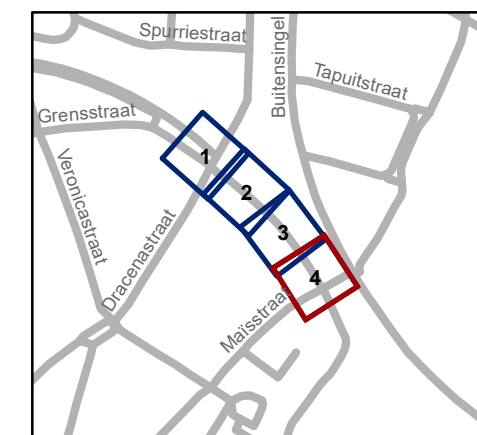 Spurriestraat
Buitensingel
Tapuitstraat
Grensstraat
Veronicastraat
Dracenastraat
Maïsstraat
1
2
3
4